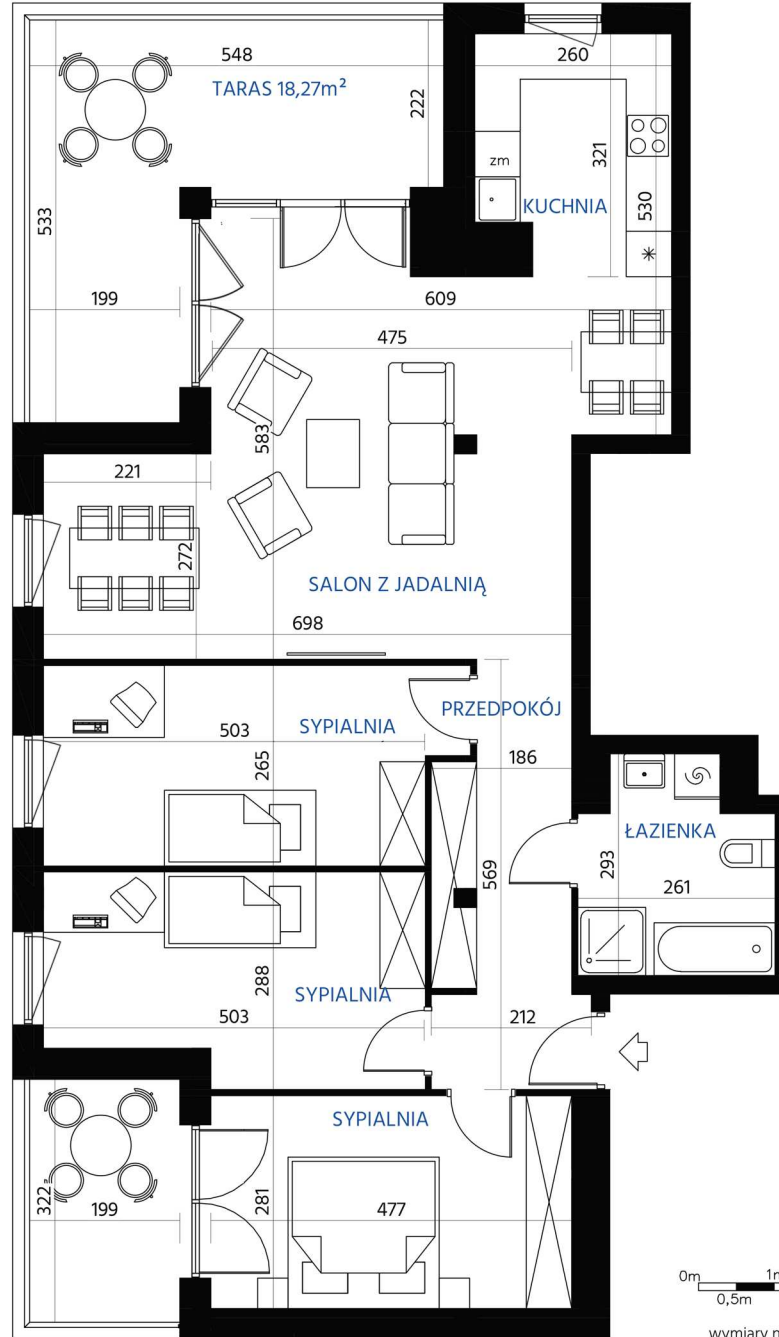 548
260
TARAS 18,27m²
222
321
zm
KUCHNIA
530
533
199
609
475
583
221
272
SALON Z JADALNIĄ
698
PRZEDPOKÓJ
503
SYPIALNIA
265
186
ŁAZIENKA
293
569
261
288
SYPIALNIA
503
212
SYPIALNIA
322
199
281
477
0m
0,5m
wymiary